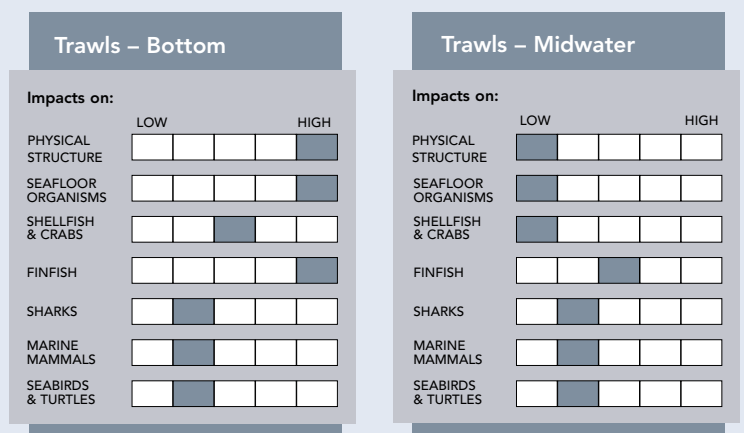 Trawls – Bottom
Impacts on:
LOW HIGH
PHYSICAL
STRUCTURE
SEAFLOOR
ORGANISMS
SHELLFISH
& CRABS
FINFISH
SHARKS
MARINE
MAMMALS
SEABIRDS
& TURTLES
Trawls – Midwater
Impacts on:
LOW HIGH
PHYSICAL
STRUCTURE
SEAFLOOR
ORGANISMS
SHELLFISH
& CRABS
FINFISH
SHARKS
MARINE
MAMMALS
SEABIRDS
& TURTLES